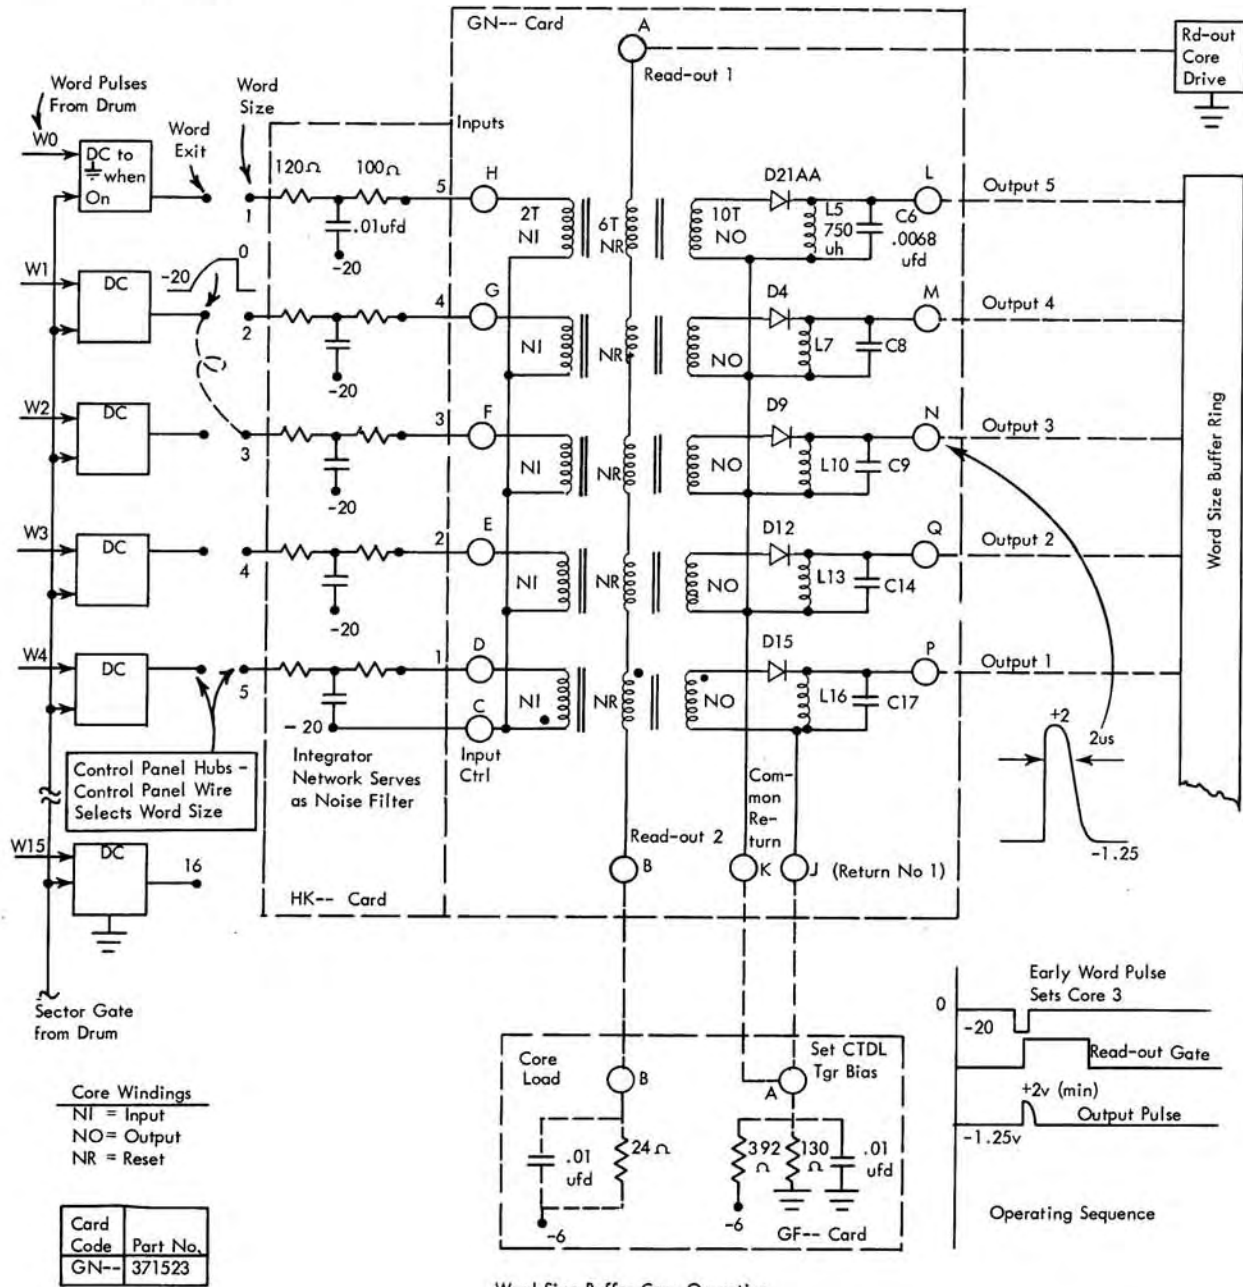 GN-- Card
A
Rd-out
Core
Drive
Read-out 1
Word Pulses
From Drum
Word
Size
Word
Exit
Inputs
W0
DC to
when
On
120Ω
100Ω
1
.01ufd
-20
5
H
2T
NI
6T
NR
10T
NO
D21AA
L5
750
uh
C6
.0068
ufd
L
Output 5
W1
DC
-20
0
2
-20
4
G
NI
NR
NO
D4
L7
C8
M
Output 4
W2
DC
3
-20
3
F
NI
NR
NO
D9
L10
C9
N
Output 3
W3
DC
4
-20
2
E
NI
NR
NO
D12
L13
C14
Q
Output 2
W4
DC
5
-20
1
D
C
NI
NR
NO
D15
L16
C17
P
Output 1
Word Size Buffer Ring
Input
Ctrl
Integrator
Network Serves
as Noise Filter
Control Panel Hubs -
Control Panel Wire
Selects Word Size
Com-
mon
Re-
turn
+2
2us
-1.25
W15
DC
16
HK-- Card
Read-out 2
B
K
J
(Return No 1)
Sector Gate
from Drum
Core
Load
B
.01
ufd
24Ω
-6
Set CTDL
Tgr Bias
A
392
Ω
130
Ω
.01
ufd
-6
GF-- Card
Early Word Pulse
Sets Core 3
0
-20
Read-out Gate
+2v (min)
Output Pulse
-1.25v
Operating Sequence
Core Windings
NI = Input
NO = Output
NR = Reset
Card
Code
Part No.
GN--
371523
Word Size Buffer Core Operation